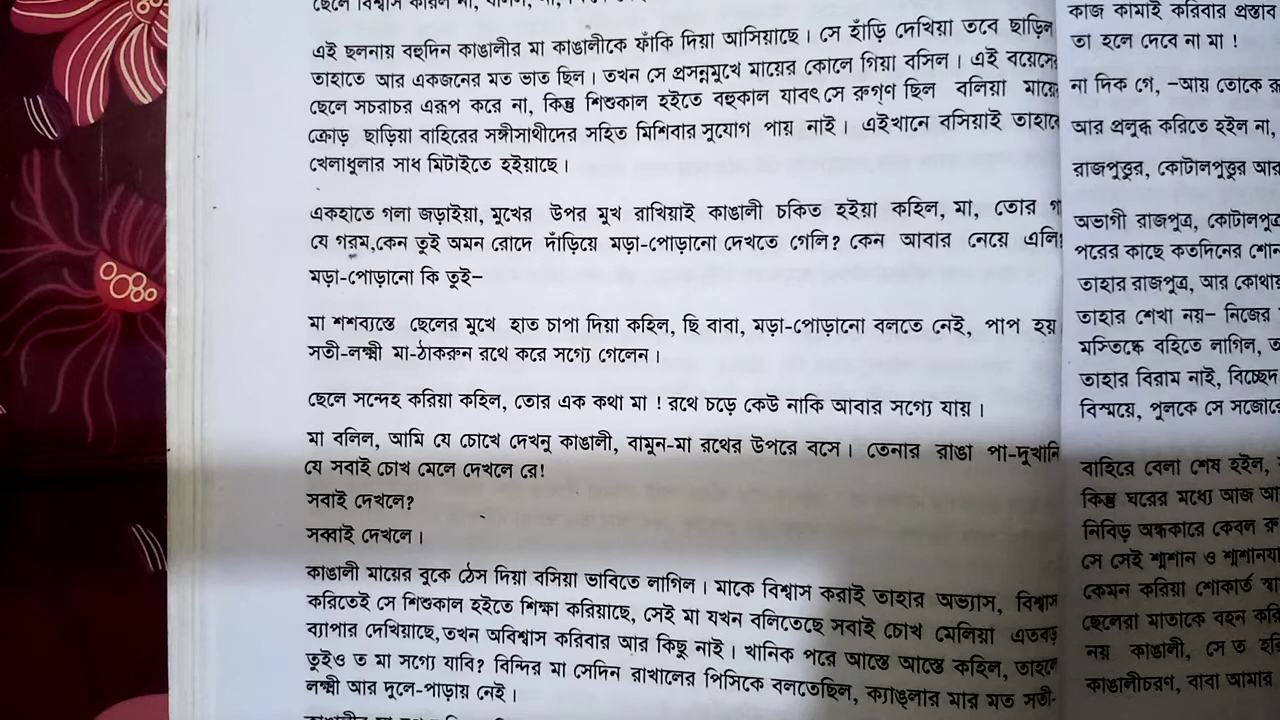 এই ছলনায় বহুদিন কাঙালীর মা কাঙালীকে ফাঁকি দিয়া আসিয়াছে। সে হাঁড়ি দেখিয়া তবে ছাড়িল
তাহাতে আর একজনের মত ভাত ছিল। তখন সে প্রসন্নমুখে মায়ের কোলে গিয়া বসিল। এই বয়েসের
ছেলে সচরাচর এরূপ করে না, কিন্তু শিশুকাল হইতে বহুকাল যাবৎ সে রুগ্‌ণ ছিল বলিয়া মায়ের
ক্রোড় ছাড়িয়া বাহিরের সঙ্গীসাথীদের সহিত মিশিবার সুযোগ পায় নাই। এইখানে বসিয়াই তাহাকে
খেলাধুলার সাধ মিটাইতে হইয়াছে।
একহাতে গলা জড়াইয়া, মুখের উপর মুখ রাখিয়াই কাঙালী চকিত হইয়া কহিল, মা, তোর
যে গরম,কেন তুই অমন রোদে দাঁড়িয়ে মড়া-পোড়ানো দেখতে গেলি? কেন আবার নেয়ে এলি
মড়া-পোড়ানো কি তুই–
মা শশব্যস্তে ছেলের মুখে হাত চাপা দিয়া কহিল, ছি বাবা, মড়া-পোড়ানো বলতে নেই, পাপ হয়
সতী-লক্ষ্মী মা-ঠাকরুন রথে করে সগ্যে গেলেন।
ছেলে সন্দেহ করিয়া কহিল, তোর এক কথা মা ! রথে চড়ে কেউ নাকি আবার সগ্যে যায়।
মা বলিল, আমি যে চোখে দেখনু কাঙালী, বামুন-মা রথের উপরে বসে। তেনার রাঙা পা-দুখানি
যে সবাই চোখ মেলে দেখলে রে!
সবাই দেখলে?
সব্বাই দেখলে।
কাঙালী মায়ের বুকে ঠেস দিয়া বসিয়া ভাবিতে লাগিল। মাকে বিশ্বাস করাই তাহার অভ্যাস, বিশ্বাস
করিতেই সে শিশুকাল হইতে শিক্ষা করিয়াছে, সেই মা যখন বলিতেছে সবাই চোখ মেলিয়া এতবড়
ব্যাপার দেখিয়াছে,তখন অবিশ্বাস করিবার আর কিছু নাই। খানিক পরে আস্তে আস্তে কহিল, তাহলে
তুইও ত মা সগ্যে যাবি? বিন্দির মা সেদিন রাখালের পিসিকে বলতেছিল, ক্যাঙলার মার মত সতী-
লক্ষ্মী আর দুলে-পাড়ায় নেই।
কাজ কামাই করিবার প্রস্তাব
তা হলে দেবে না মা !
না দিক গে, –আয় তোকে
আর প্রলুব্ধ করিতে হইল না,
রাজপুত্তুর, কোটালপুত্তুর আর
অভাগী রাজপুত্র, কোটালপুত্র
পরের কাছে কতদিনের
তাহার রাজপুত্র, আর কোথায়
তাহার শেখা নয়– নিজের
মস্তিষ্কে বহিতে লাগিল,
তাহার বিরাম নাই, বিচ্ছেদ
বিস্ময়ে, পুলকে সে সজোরে
বাহিরে বেলা শেষ হইল,
কিন্তু ঘরের মধ্যে আজ
নিবিড় অন্ধকারে কেবল
সে সেই শ্মশান ও
কেমন করিয়া শোকার্ত
ছেলেরা মাতাকে বহন
নয় কাঙালী, সে ত
কাঙালীচরণ, বাবা আমার